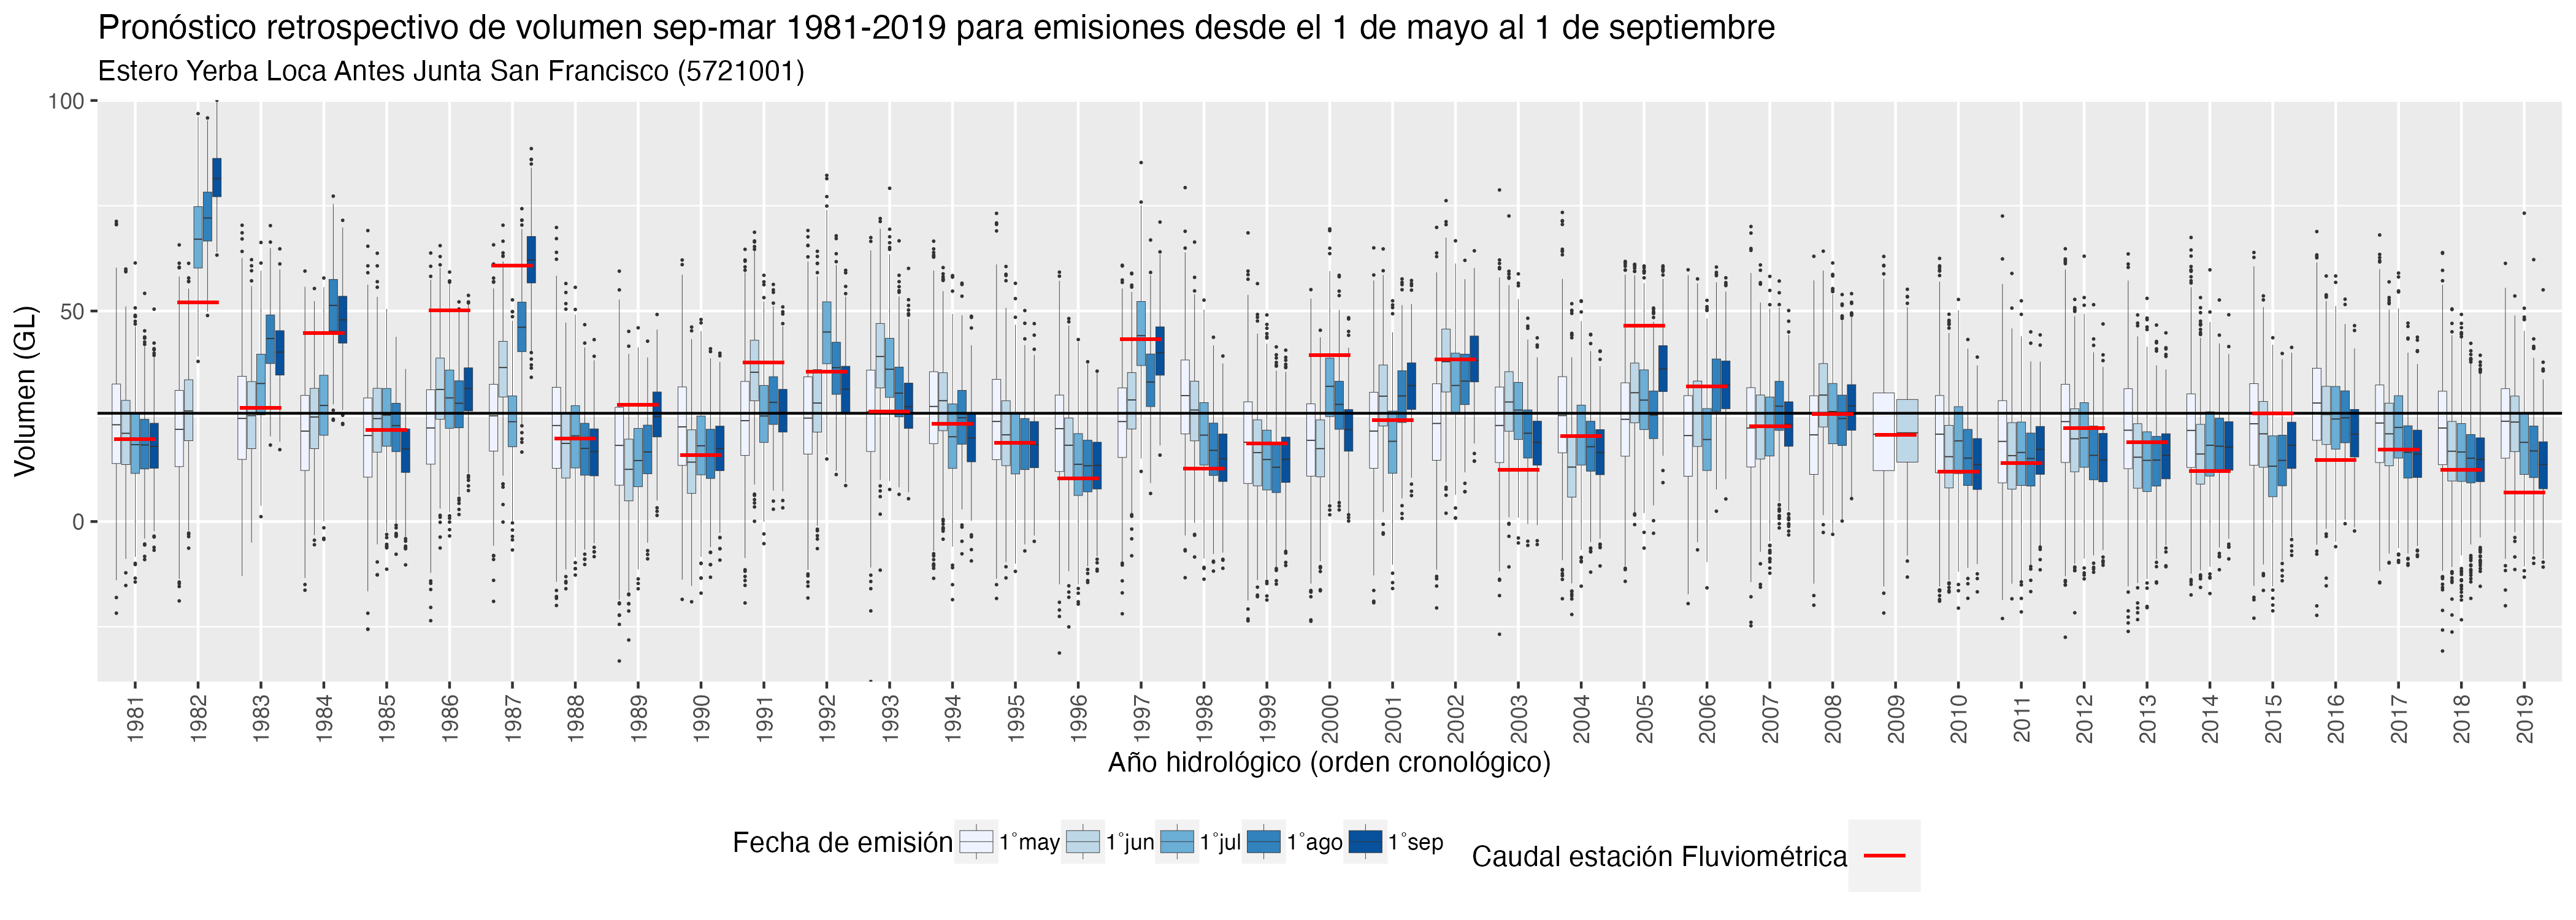 Pronóstico retrospectivo de volumen sep-mar 1981-2019 para emisiones desde el 1 de mayo al 1 de septiembre
Estero Yerba Loca Antes Junta San Francisco (5721001)
Volumen (GL)
100
50
0
1981 1982 1983 1984 1985 1986 1987 1988 1989 1990 1991 1992 1993 1994 1995 1996 1997 1998 1999 2000 2001 2002 2003 2004 2005 2006 2007 2008 2009 2010 2011 2012 2013 2014 2015 2016 2017 2018 2019
Año hidrológico (orden cronológico)
Fecha de emisión 1°may 1°jun 1°jul 1°ago 1°sep
Caudal estación Fluviométrica